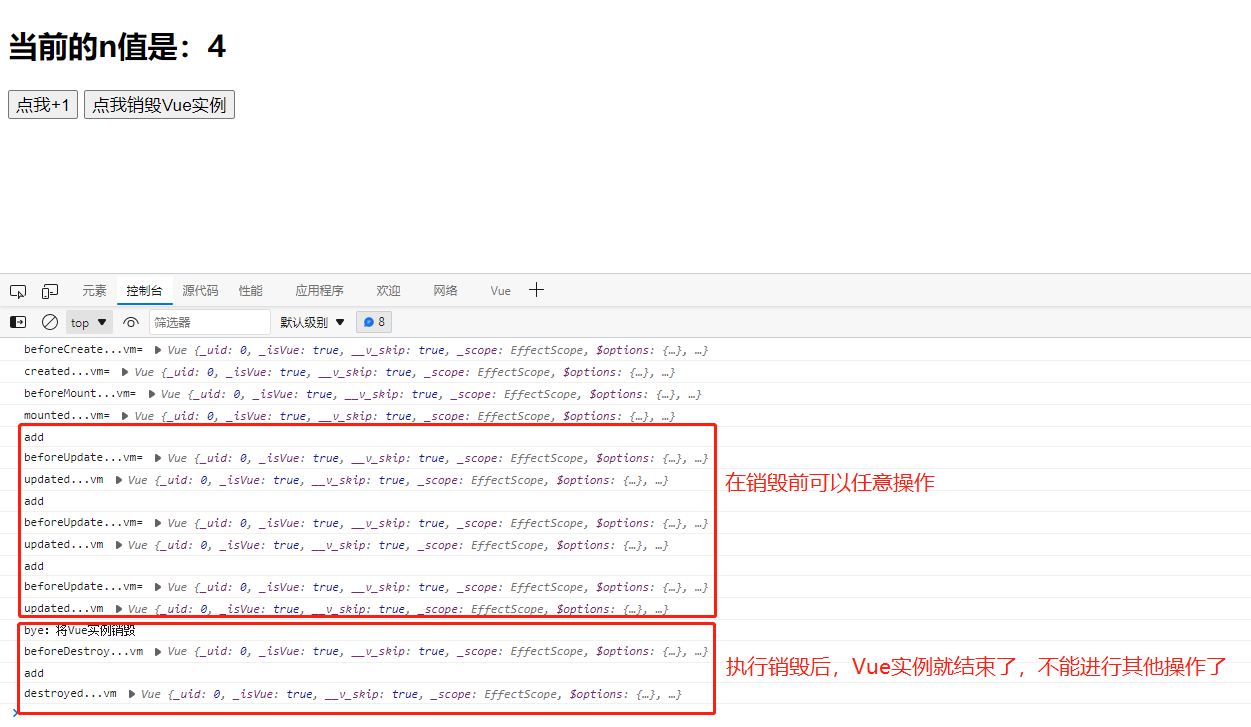 当前的n值是：4
点我+1 点我销毁Vue实例
元素 控制台 源代码 性能 应用程序 欢迎 网络 Vue
top 筛选器 默认级别 8
beforeCreate...vm= Vue {_uid: 0, _isVue: true, __v_skip: true, _scope: EffectScope, $options: {…}, …}
created...vm= Vue {_uid: 0, _isVue: true, __v_skip: true, _scope: EffectScope, $options: {…}, …}
beforeMount...vm= Vue {_uid: 0, _isVue: true, __v_skip: true, _scope: EffectScope, $options: {…}, …}
mounted...vm= Vue {_uid: 0, _isVue: true, __v_skip: true, _scope: EffectScope, $options: {…}, …}
add
beforeUpdate...vm= Vue {_uid: 0, _isVue: true, __v_skip: true, _scope: EffectScope, $options: {…}, …}
updated...vm Vue {_uid: 0, _isVue: true, __v_skip: true, _scope: EffectScope, $options: {…}, …}
在销毁前可以任意操作
add
beforeUpdate...vm= Vue {_uid: 0, _isVue: true, __v_skip: true, _scope: EffectScope, $options: {…}, …}
updated...vm Vue {_uid: 0, _isVue: true, __v_skip: true, _scope: EffectScope, $options: {…}, …}
add
beforeUpdate...vm= Vue {_uid: 0, _isVue: true, __v_skip: true, _scope: EffectScope, $options: {…}, …}
updated...vm Vue {_uid: 0, _isVue: true, __v_skip: true, _scope: EffectScope, $options: {…}, …}
bye：将Vue实例销毁
beforeDestroy...vm Vue {_uid: 0, _isVue: true, __v_skip: true, _scope: EffectScope, $options: {…}, …}
执行销毁后，Vue实例就结束了，不能进行其他操作了
add
destroyed...vm Vue {_uid: 0, _isVue: true, __v_skip: true, _scope: EffectScope, $options: {…}, …}